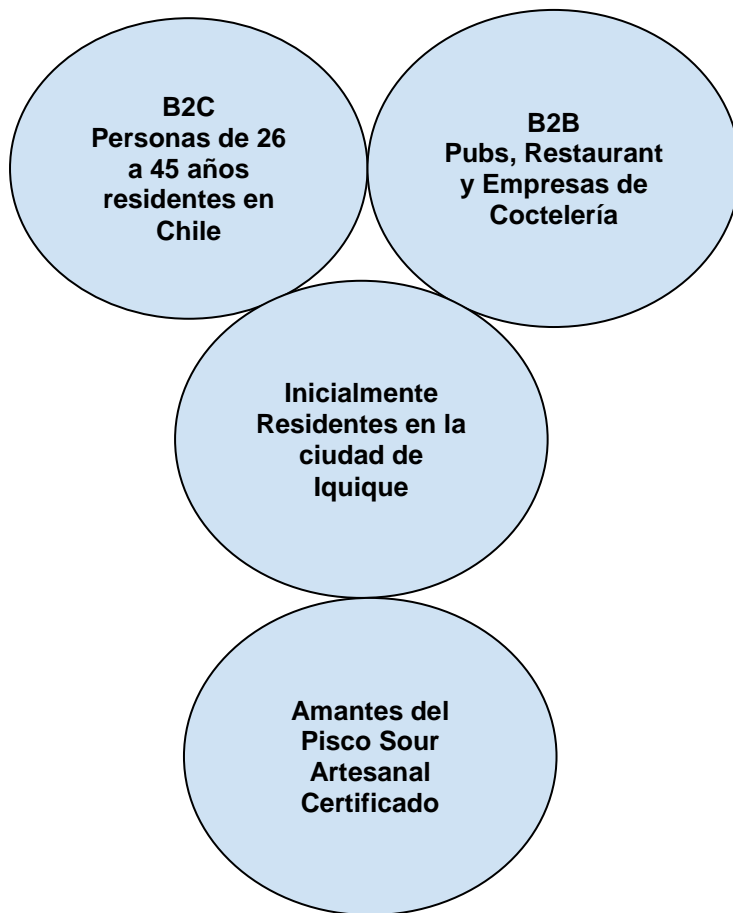 B2C
Personas de 26
a 45 años
residentes en
Chile
B2B
Pubs, Restaurant
y Empresas de
Coctelería
Inicialmente
Residentes en la
ciudad de
Iquique
Amantes del
Pisco Sour
Artesanal
Certificado